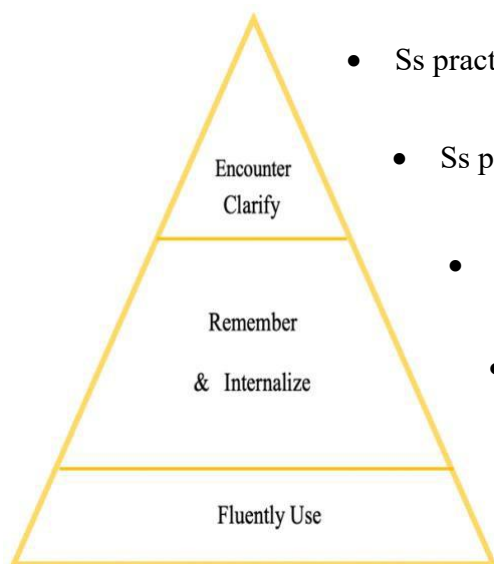 • Ss pract
• Ss p
•
•
Encounter
Clarify
Remember
& Internalize
Fluently Use